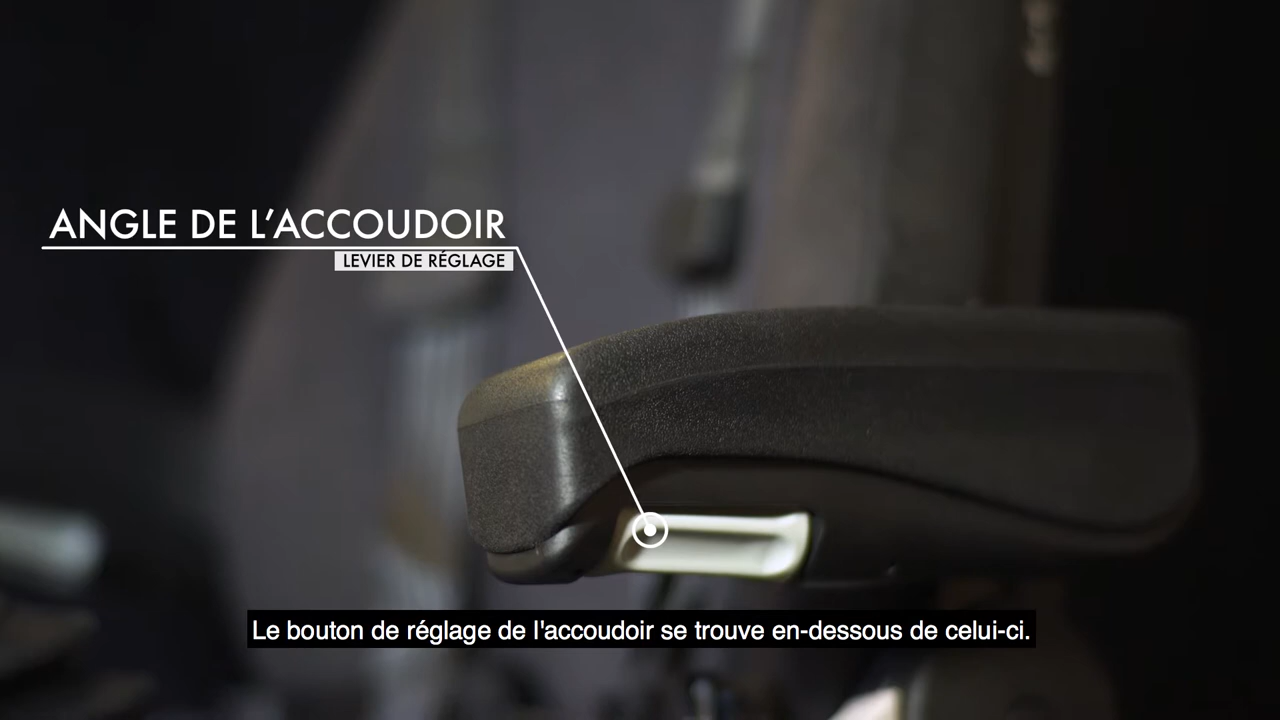 ANGLE DE L’ACCOUDOIR
LEVIER DE RÉGLAGE
Le bouton de réglage de l'accoudoir se trouve en-dessous de celui-ci.